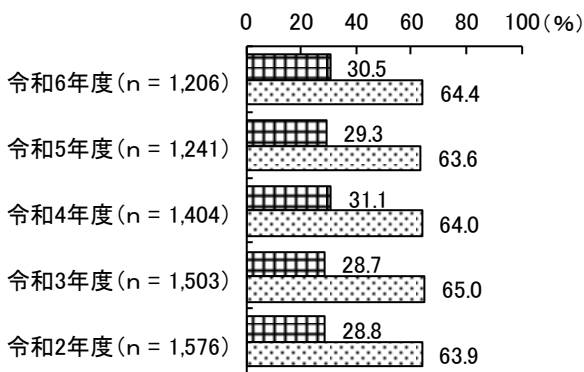 0 20 40 60 80 100(%)
令和6年度(n = 1,206)
30.5
64.4
令和5年度(n = 1,241)
29.3
63.6
令和4年度(n = 1,404)
31.1
64.0
令和3年度(n = 1,503)
28.7
65.0
令和2年度(n = 1,576)
28.8
63.9